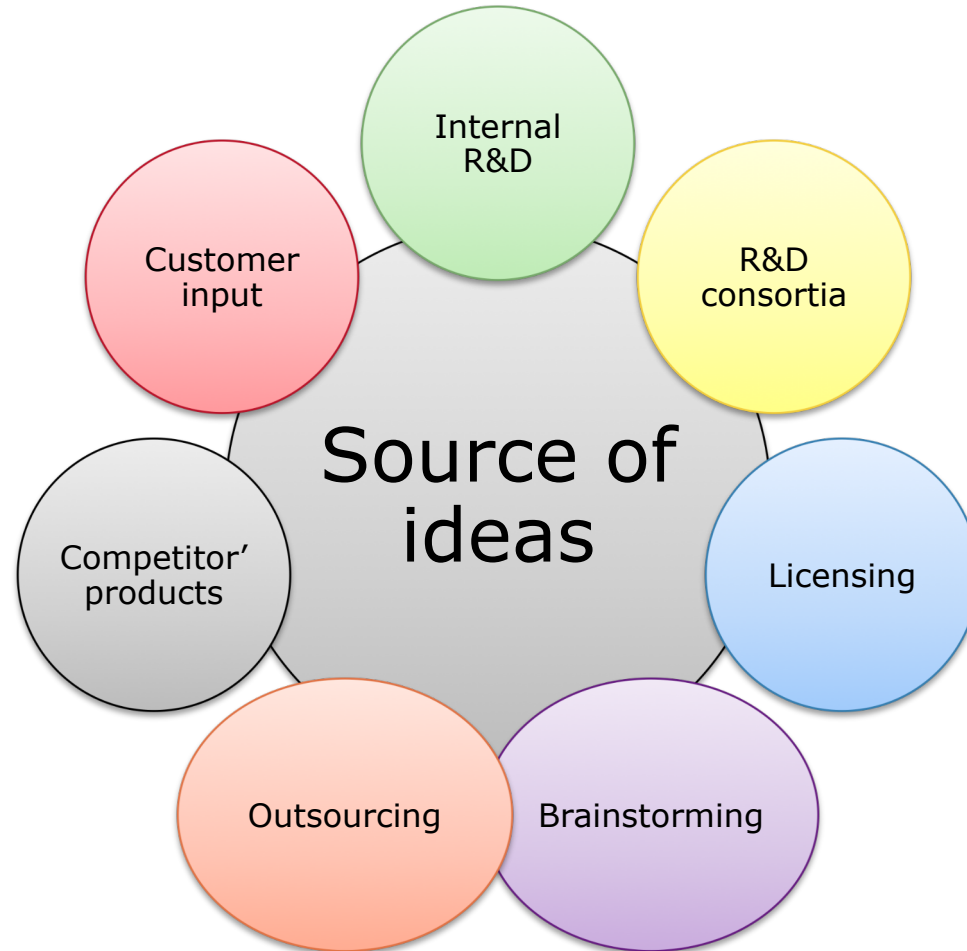 Internal
R&D
Customer
input
R&D
consortia
Source of
ideas
Competitor’
products
Licensing
Outsourcing
Brainstorming